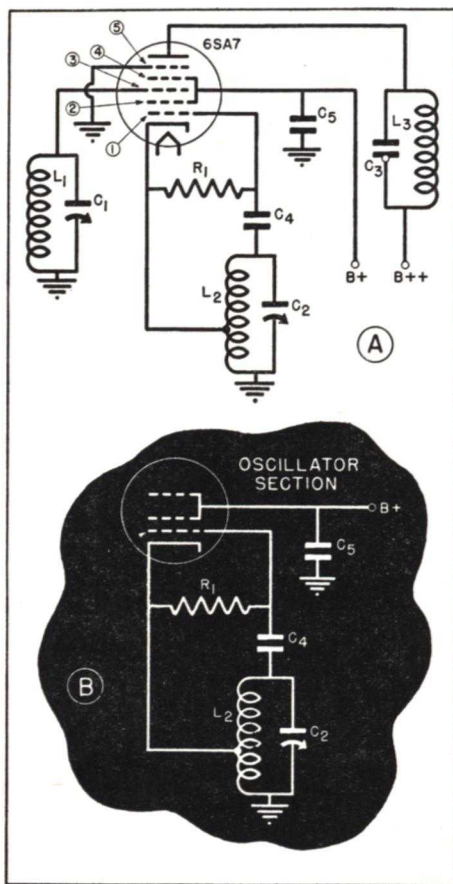 ⑤
6SA7
④
③
②
①
C5
L3
C3
R1
L1
C1
C4
L2
C2
B+
B++
A
OSCILLATOR
SECTION
B+
C5
R1
C4
B
L2
C2